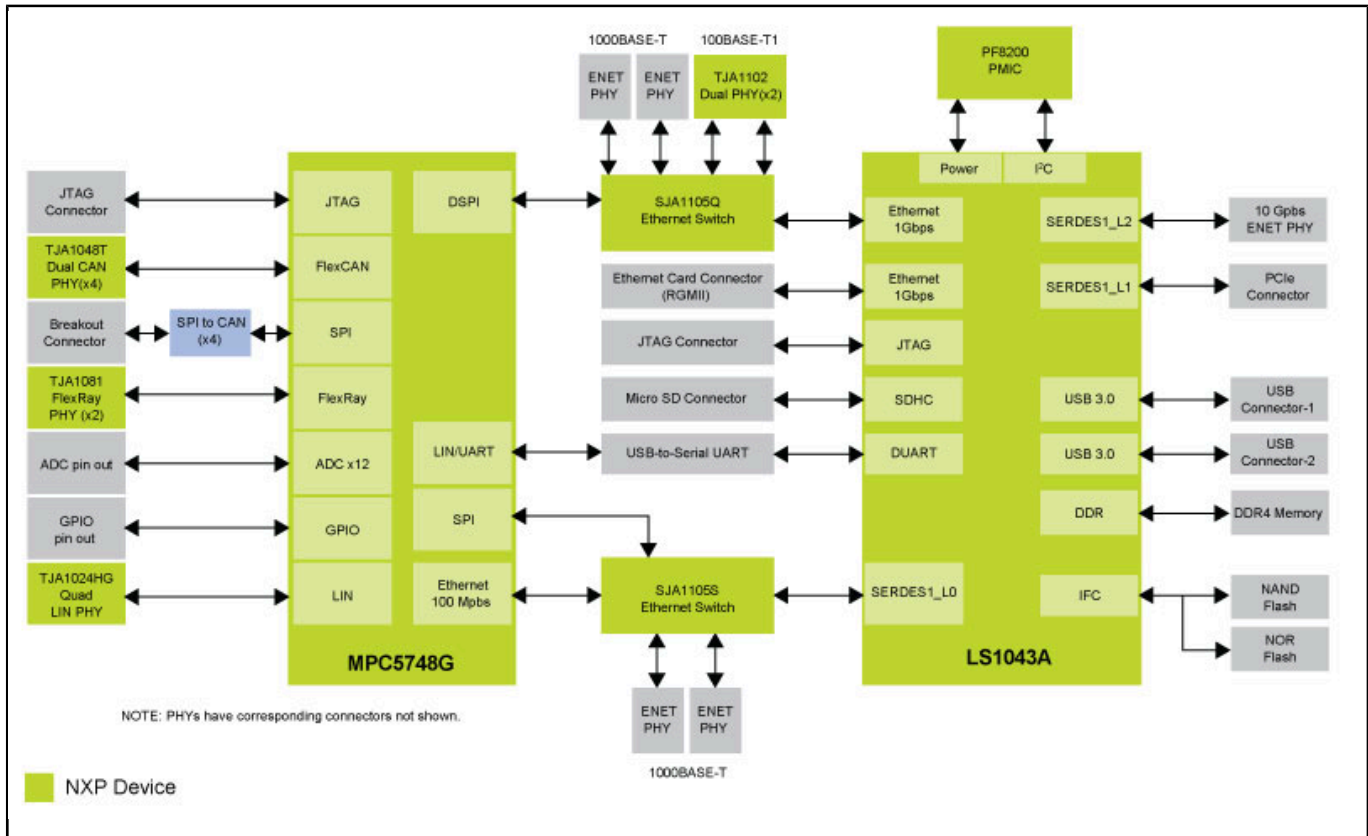 1000BASE-T
100BASE-T1
ENET
PHY
ENET
PHY
TJA1102
Dual PHY(x2)
PF8200
PMIC
JTAG
Connector
TJA1048T
Dual CAN
PHY(x4)
Breakout
Connector
SPI to CAN
(x4)
TJA1081
FlexRay
PHY (x2)
ADC pin out
GPIO
pin out
TJA1024HG
Quad
LIN PHY
JTAG
FlexCAN
SPI
FlexRay
ADC x12
GPIO
LIN
DSPI
LIN/UART
SPI
Ethernet
100 Mpbs
MPC5748G
SJA1105Q
Ethernet Switch
Ethernet Card Connector
(RGMII)
JTAG Connector
Micro SD Connector
USB-to-Serial UART
SJA1105S
Ethernet Switch
ENET
PHY
ENET
PHY
1000BASE-T
Power
I²C
Ethernet
1Gbps
Ethernet
1Gbps
JTAG
SDHC
DUART
SERDES1_L0
SERDES1_L2
SERDES1_L1
USB 3.0
USB 3.0
DDR
IFC
LS1043A
10 Gpbs
ENET PHY
PCIe
Connector
USB
Connector-1
USB
Connector-2
DDR4 Memory
NAND
Flash
NOR
Flash
NOTE: PHYs have corresponding connectors not shown.
NXP Device